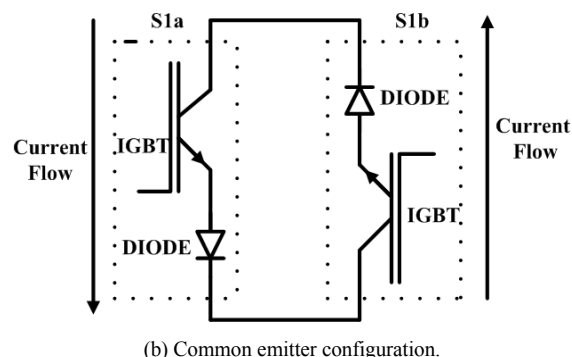 S1a
S1b
DIODE
Current
Flow
IGBT
Current
Flow
IGBT
DIODE
(b) Common emitter configuration.